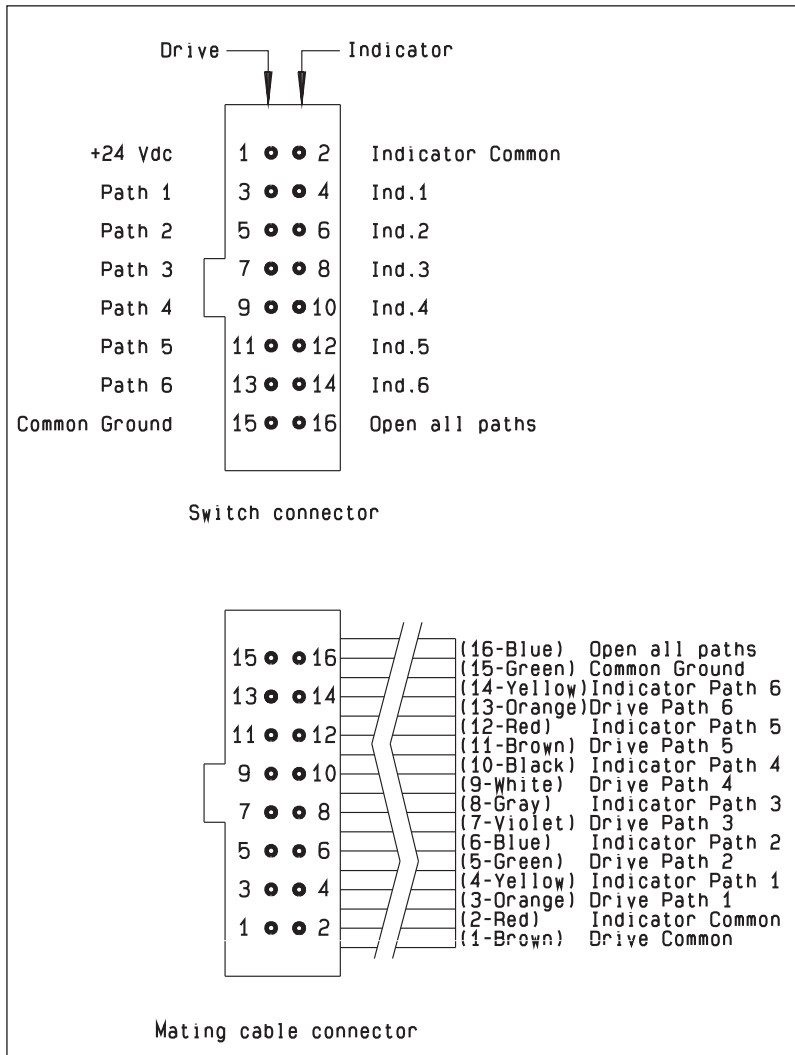 Drive Indicator
+24 Vdc 1 2 Indicator Common
Path 1 3 4 Ind.1
Path 2 5 6 Ind.2
Path 3 7 8 Ind.3
Path 4 9 10 Ind.4
Path 5 11 12 Ind.5
Path 6 13 14 Ind.6
Common Ground 15 16 Open all paths
Switch connector
15 16
13 14
11 12
9 10
7 8
5 6
3 4
1 2
(16-Blue) Open all paths
(15-Green) Common Ground
(14-Yellow) Indicator Path 6
(13-Orange) Drive Path 6
(12-Red) Indicator Path 5
(11-Brown) Drive Path 5
(10-Black) Indicator Path 4
(9-White) Drive Path 4
(8-Gray) Indicator Path 3
(7-Violet) Drive Path 3
(6-Blue) Indicator Path 2
(5-Green) Drive Path 2
(4-Yellow) Indicator Path 1
(3-Orange) Drive Path 1
(2-Red) Indicator Common
(1-Brown) Drive Common
Mating cable connector